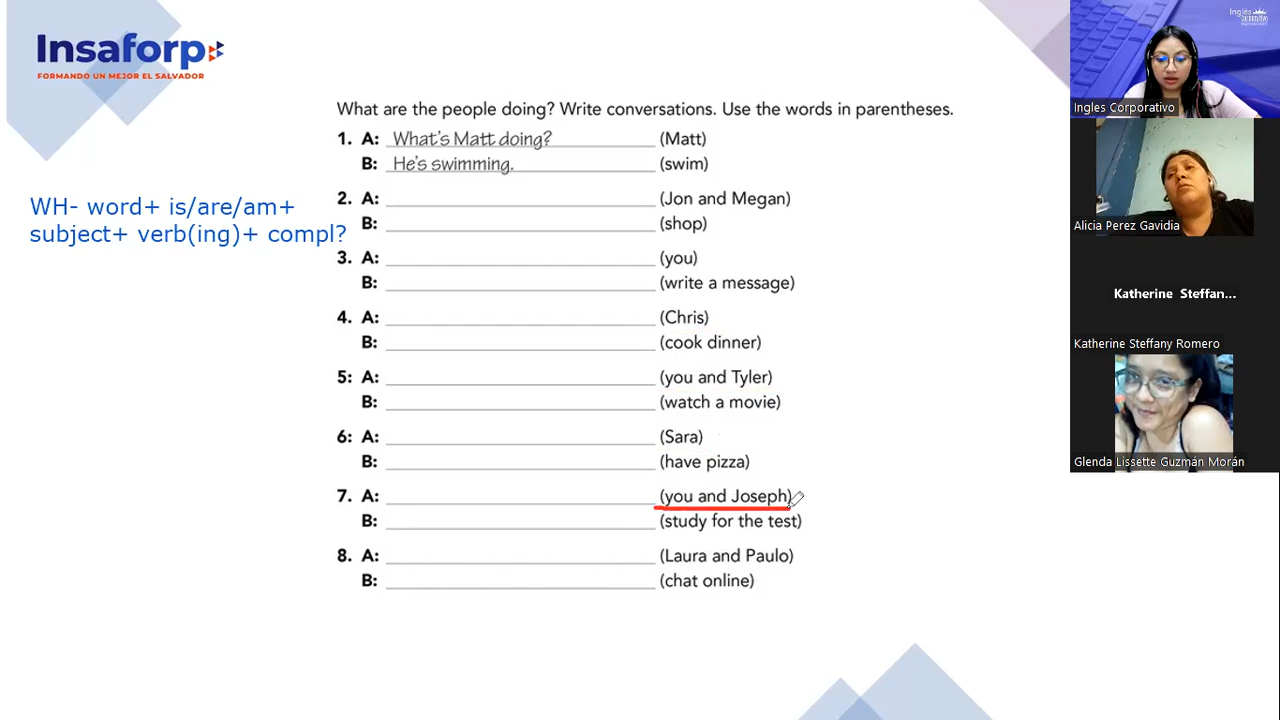 Insaforp
FORMANDO UN MEJOR EL SALVADOR
What are the people doing? Write conversations. Use the words in parentheses.
1. A: What's Matt doing? (Matt)
B: He's swimming. (swim)
2. A: (Jon and Megan)
B: (shop)
3. A: (you)
B: (write a message)
4. A: (Chris)
B: (cook dinner)
5: A: (you and Tyler)
B: (watch a movie)
6: A: (Sara)
B: (have pizza)
7. A: (you and Joseph)
B: (study for the test)
8. A: (Laura and Paulo)
B: (chat online)
WH- word+ is/are/am+
subject+ verb(ing)+ compl?
Inglés
Ingles Corporativo
Alicia Perez Gavidia
Katherine Steffan...
Katherine Steffany Romero
Glenda Lissette Guzmán Morán